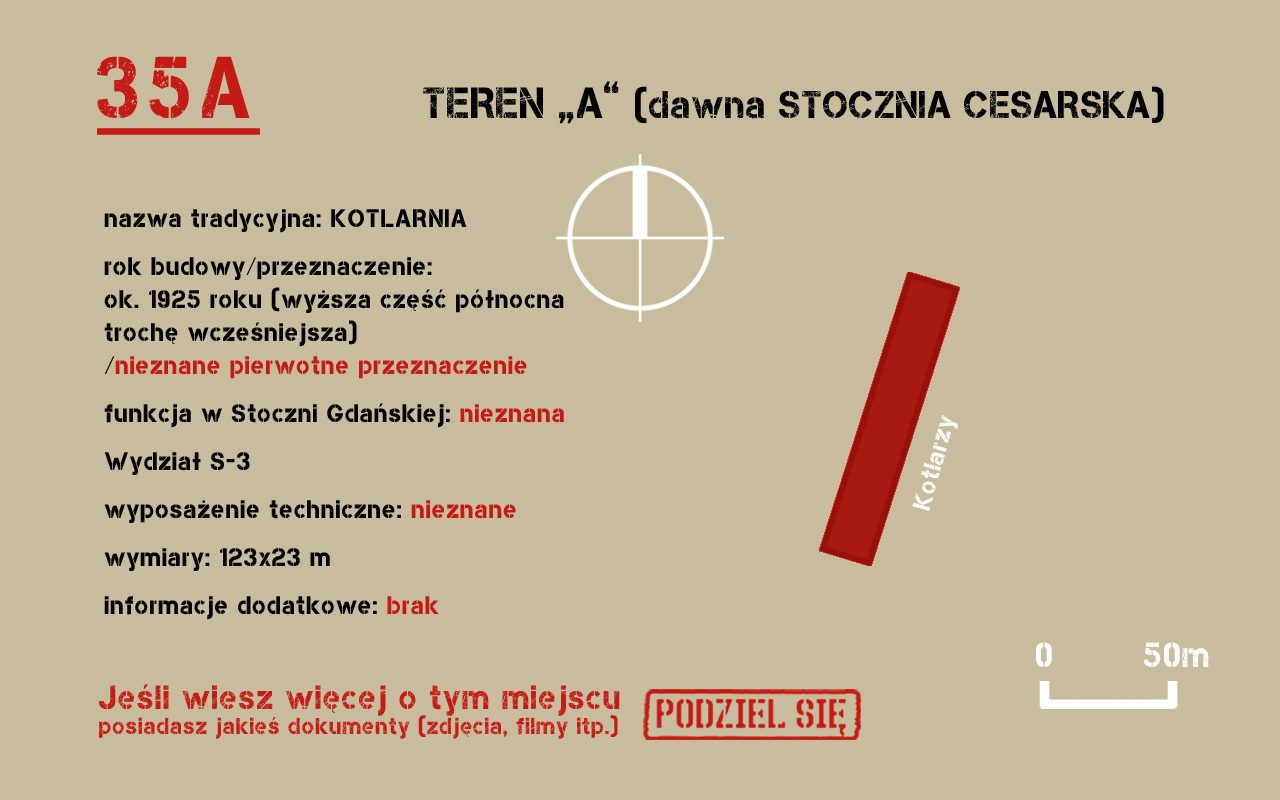 35A
TEREN „A“ (dawna STOCZNIA CESARSKA)
nazwa tradycyjna: KOTLARNIA
rok budowy/przeznaczenie:
ok. 1925 roku (wyższa część północna
trochę wcześniejsza)
/nieznane pierwotne przeznaczenie
funkcja w Stoczni Gdańskiej: nieznana
Wydział S-3
wyposażenie techniczne: nieznane
wymiary: 123x23 m
informacje dodatkowe: brak
Kotlarzy
0 50m
Jeśli wiesz więcej o tym miejscu
posiadasz jakieś dokumenty (zdjęcia, filmy itp.)
PODZIEL SIĘ